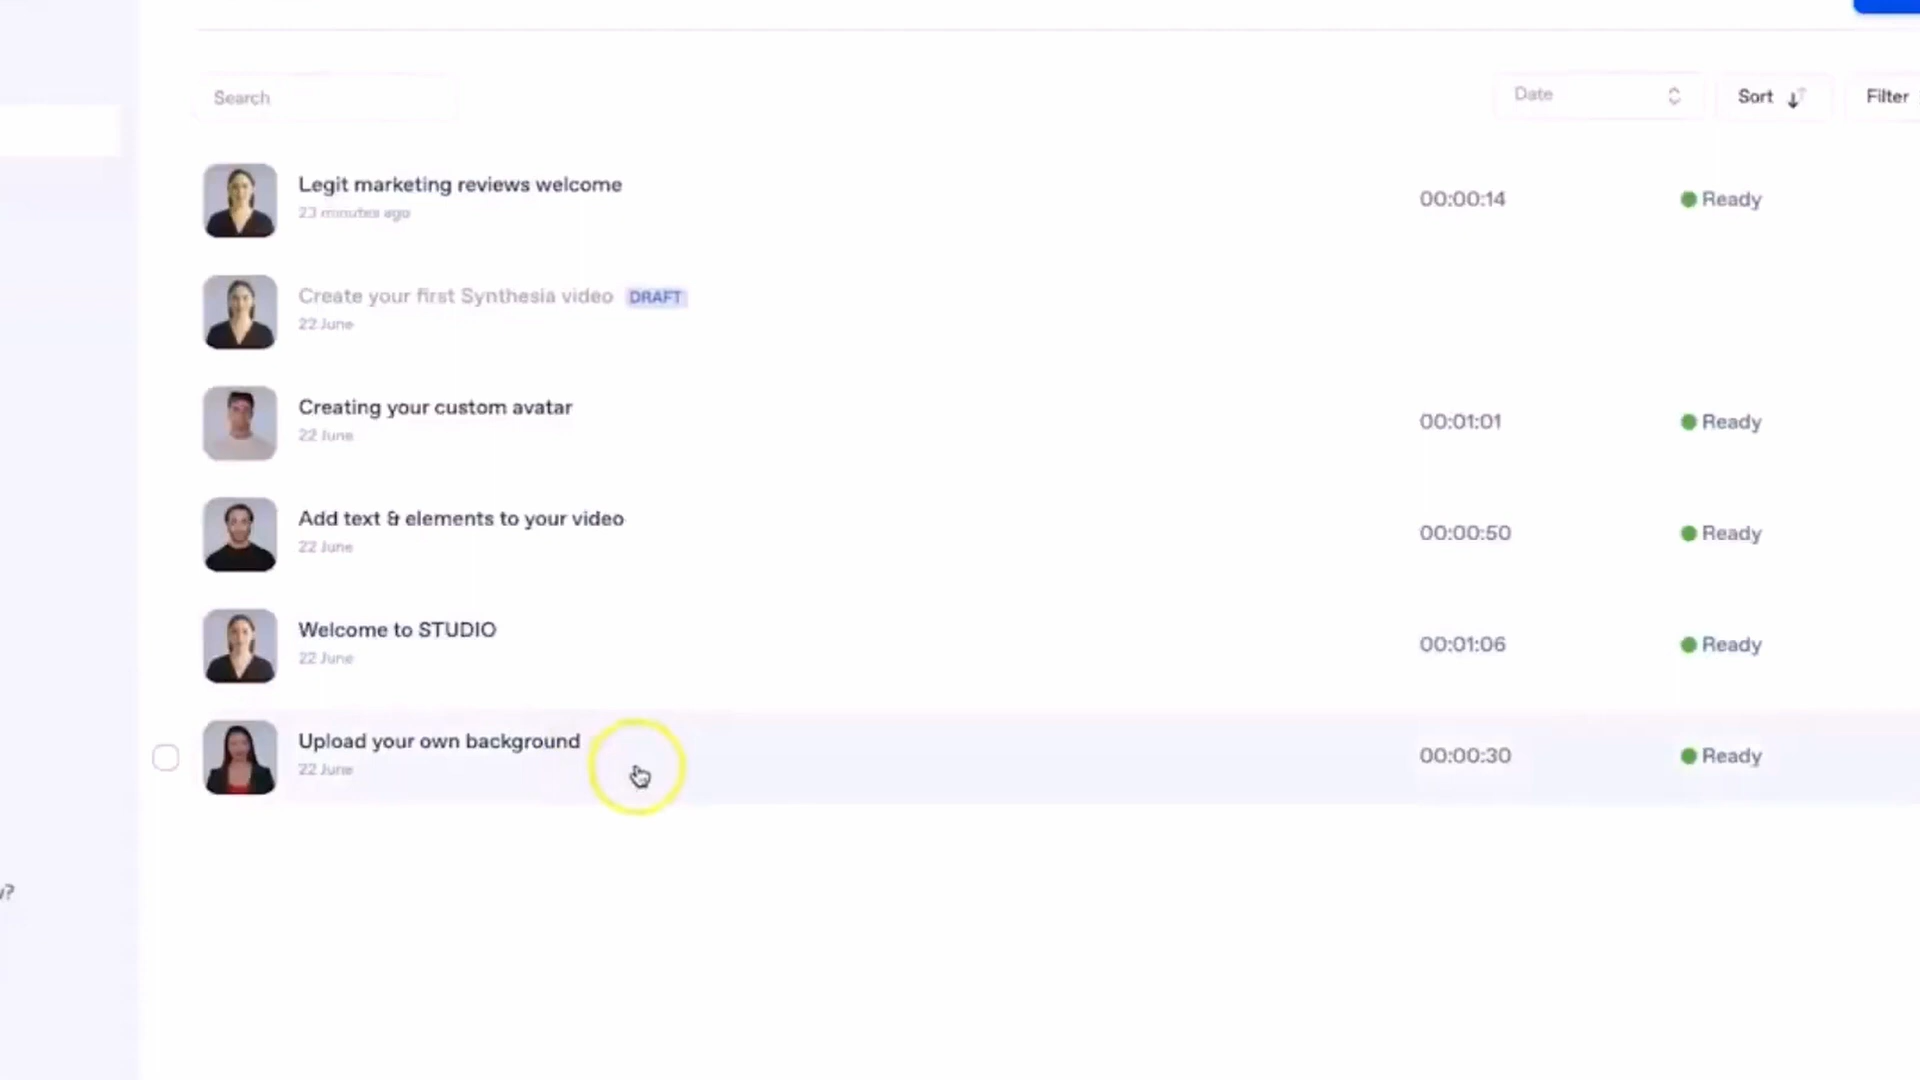 Search
Date
Sort
Filter
Legit marketing reviews welcome
23 minutes ago
00:00:14
Ready
Create your first Synthesia video DRAFT
22 June
Creating your custom avatar
22 June
00:01:01
Ready
Add text & elements to your video
22 June
00:00:50
Ready
Welcome to STUDIO
22 June
00:01:06
Ready
Upload your own background
22 June
00:00:30
Ready